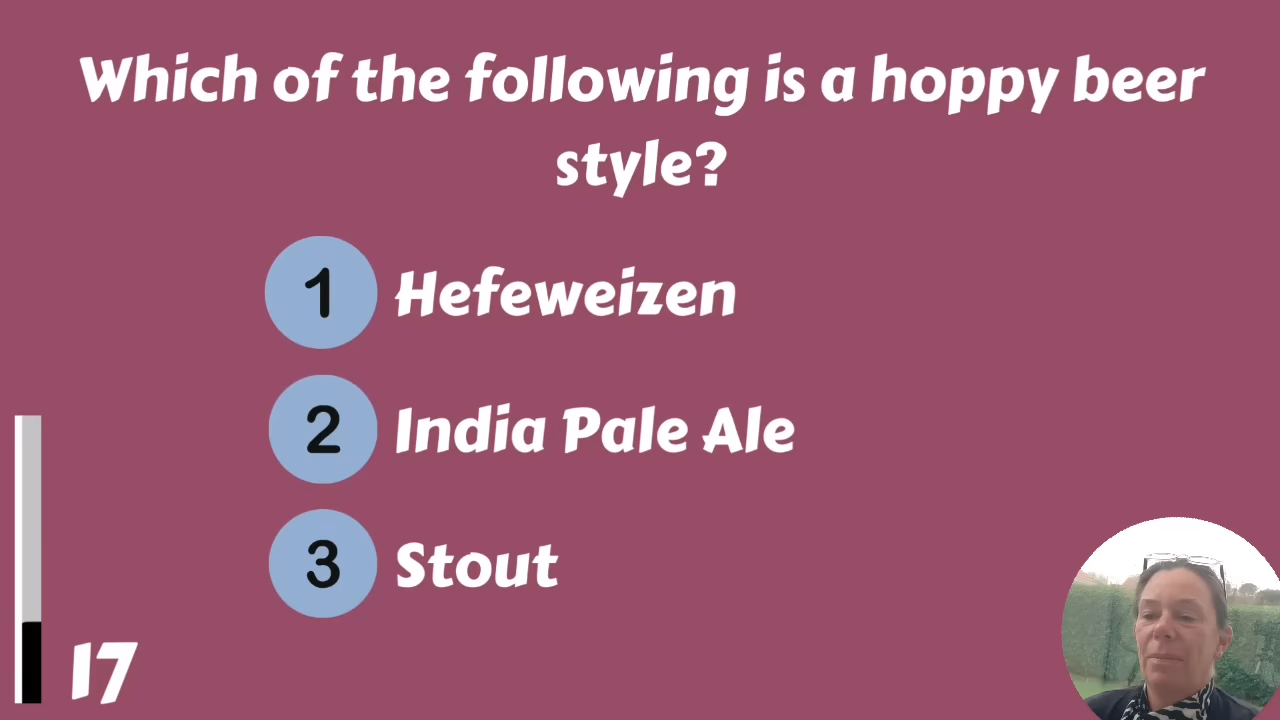 Which of the following is a hoppy beer
style?
1 Hefeweizen
2 India Pale Ale
3 Stout
17